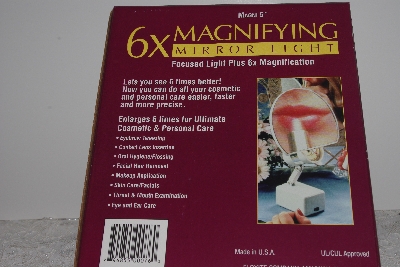 MAGNI 6™
6X MAGNIFYING
MIRROR LIGHT
Focused Light Plus 6x Magnification
Lets you see 6 times better!
Now you can do all your cosmetic
and personal care easier, faster
and more precise.
Enlarges 6 times for Ultimate
Cosmetic & Personal Care
• Eyebrow Tweezing
• Contact Lens Insertion
• Oral Hygiene/Flossing
• Facial Hair Removal
• Makeup Application
• Skin Care/Facials
• Throat & Mouth Examination
• Eye and Ear Care
Made in U.S.A.
UL/CUL Approved